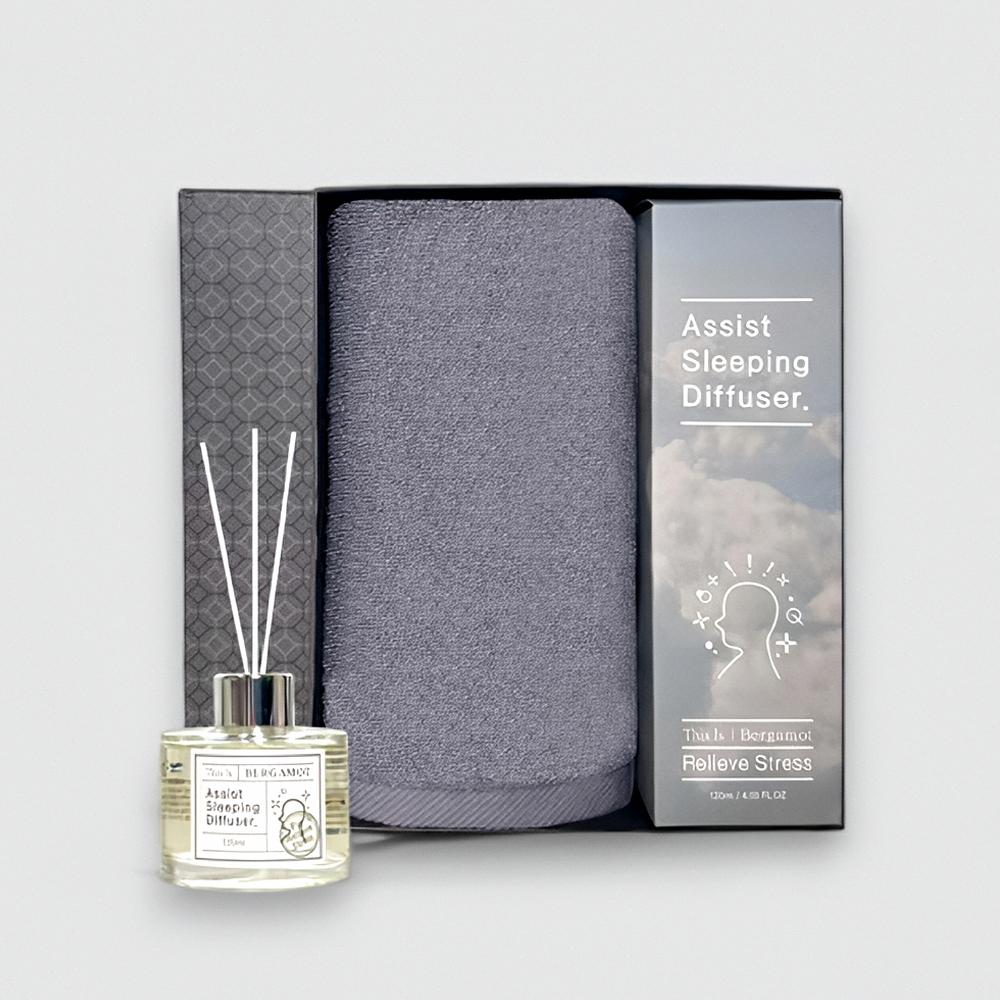 Assist
Sleeping
Diffuser.
This Is | Bergamot
Relieve Stress
120ml / 4.05 FL.OZ
This Is | BERGAMOT
Assist
Sleeping
Diffuser.
120ml